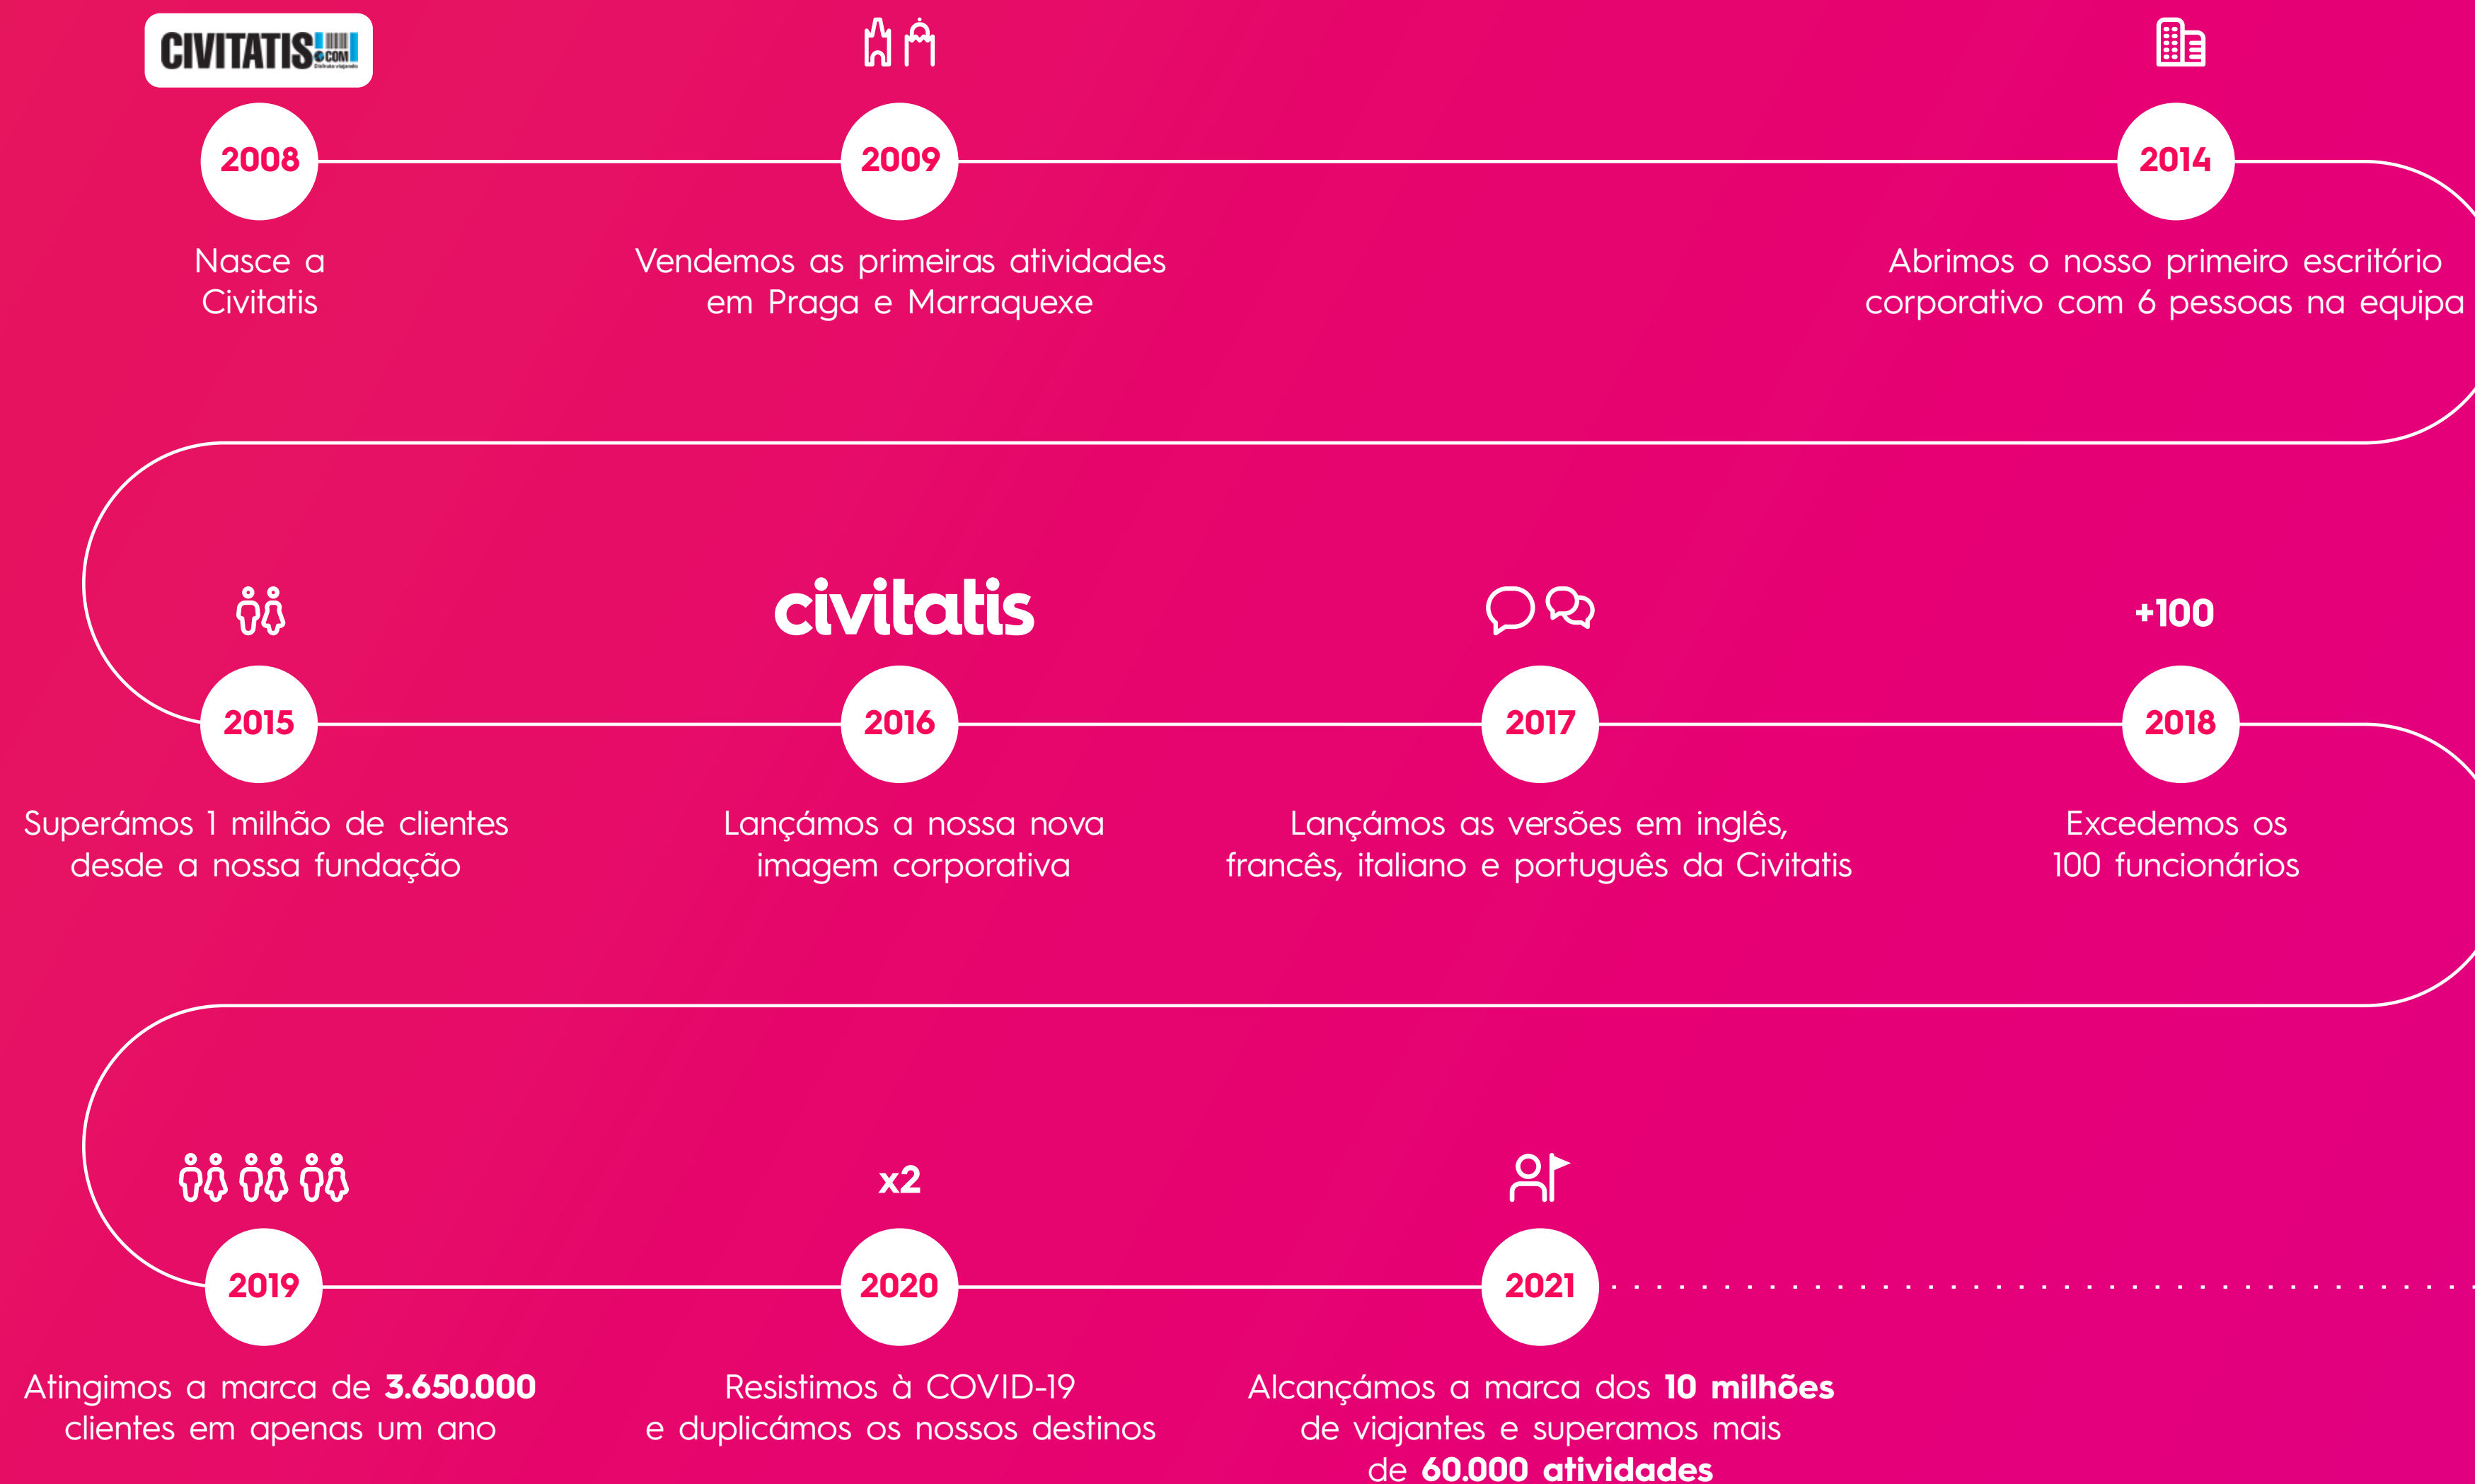 CIVITATIS
.COM
Disfruta viajando
2008
2009
2014
Nasce a
Civitatis
Vendemos as primeiras atividades
em Praga e Marraquexe
Abrimos o nosso primeiro escritório
corporativo com 6 pessoas na equipa
civitatis
+100
2015
2016
2017
2018
Superámos 1 milhão de clientes
desde a nossa fundação
Lançámos a nossa nova
imagem corporativa
Lançámos as versões em inglês,
francês, italiano e português da Civitatis
Excedemos os
100 funcionários
x2
2019
2020
2021
Atingimos a marca de 3.650.000
clientes em apenas um ano
Resistimos à COVID-19
e duplicámos os nossos destinos
Alcançámos a marca dos 10 milhões
de viajantes e superamos mais
de 60.000 atividades